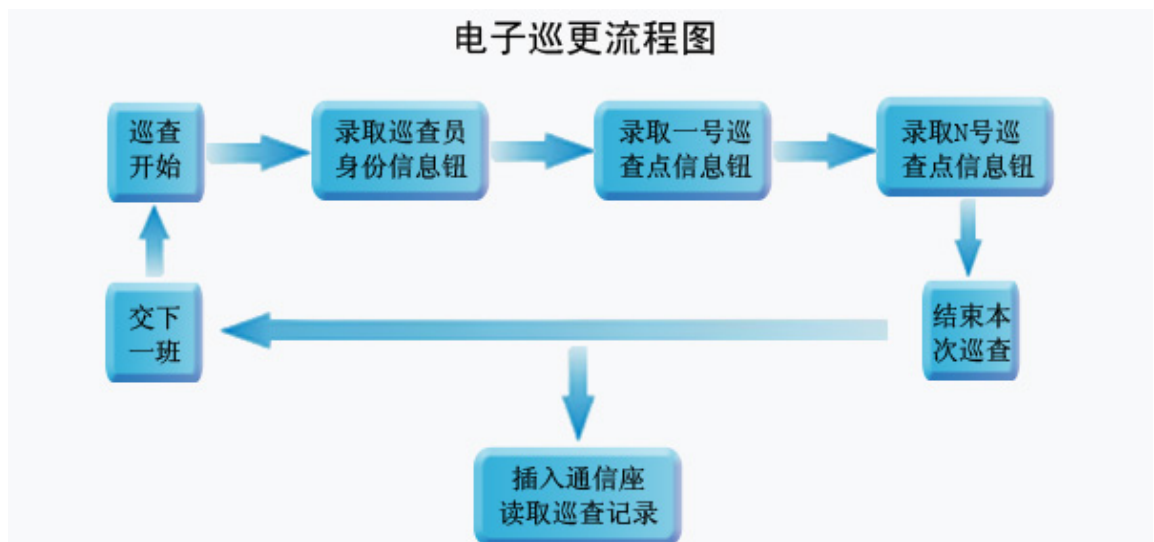 电子巡更流程图
巡查
开始
录取巡查员
身份信息钮
录取一号巡
查点信息钮
录取N号巡
查点信息钮
交下
一班
结束本
次巡查
插入通信座
读取巡查记录